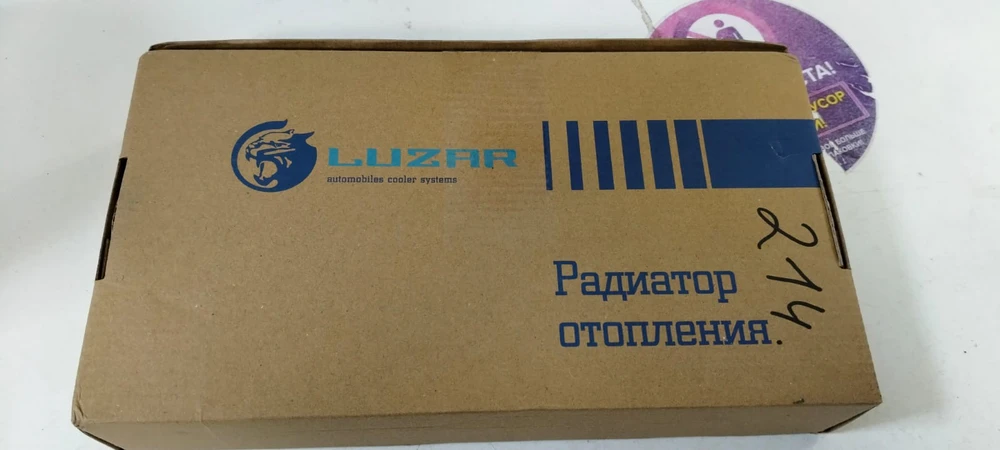 LUZAR
automobiles cooler systems
Радиатор
отопления.
214